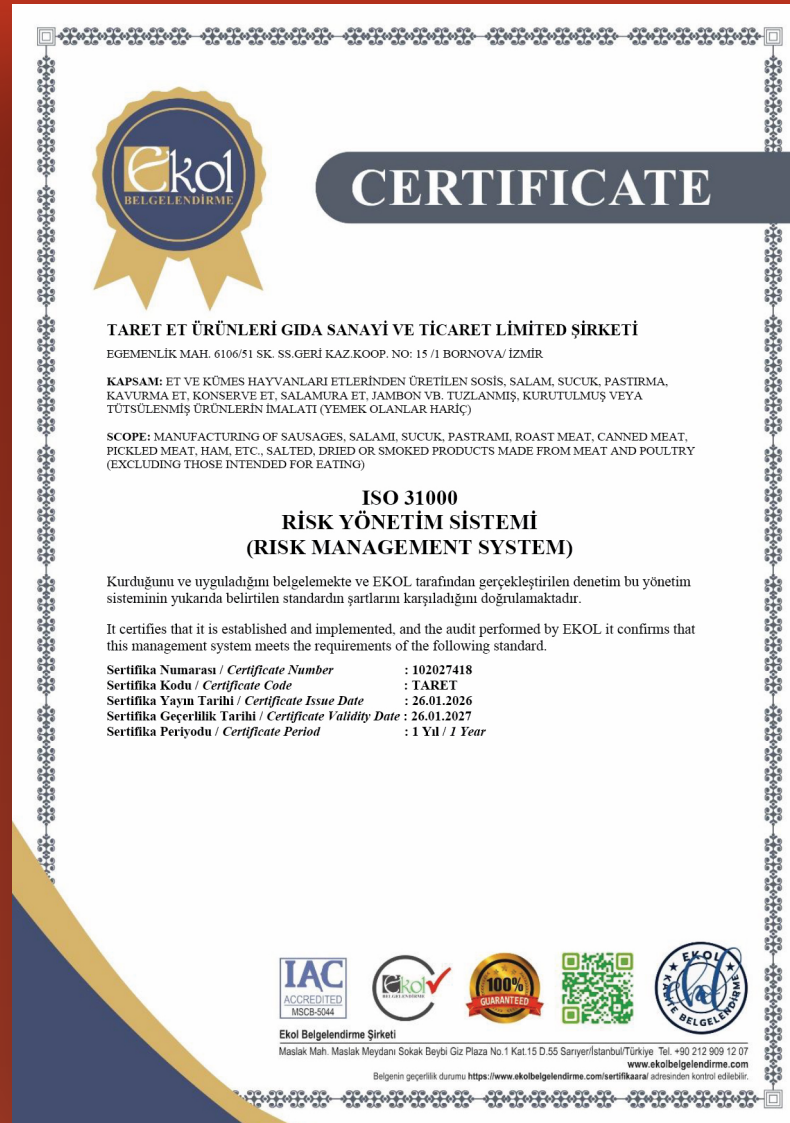 Ekol
BELGELENDİRME
CERTIFICATE
TARET ET ÜRÜNLERİ GIDA SANAYİ VE TİCARET LİMİTED ŞİRKETİ
EGEMENLİK MAH. 6106/51 SK. SS.GERİ KAZ.KOOP. NO: 15 /1 BORNOVA/ İZMİR
KAPSAM: ET VE KÜMES HAYVANLARI ETLERİNDEN ÜRETİLEN SOSİS, SALAM, SUCUK, PASTIRMA,
KAVURMA ET, KONSERVE ET, SALAMURA ET, JAMBON VB. TUZLANMIŞ, KURUTULMUŞ VEYA
TÜTSÜLENMİŞ ÜRÜNLERİN İMALATI (YEMEK OLANLAR HARİÇ)
SCOPE: MANUFACTURING OF SAUSAGES, SALAMI, SUCUK, PASTRAMI, ROAST MEAT, CANNED MEAT,
PICKLED MEAT, HAM, ETC., SALTED, DRIED OR SMOKED PRODUCTS MADE FROM MEAT AND POULTRY
(EXCLUDING THOSE INTENDED FOR EATING)
ISO 31000
RİSK YÖNETİM SİSTEMİ
(RISK MANAGEMENT SYSTEM)
Kurduğunu ve uyguladığını belgelemekte ve EKOL tarafından gerçekleştirilen denetim bu yönetim
sisteminin yukarıda belirtilen standardın şartlarını karşıladığını doğrulamaktadır.
It certifies that it is established and implemented, and the audit performed by EKOL it confirms that
this management system meets the requirements of the following standard.
Sertifika Numarası / Certificate Number : 102027418
Sertifika Kodu / Certificate Code : TARET
Sertifika Yayın Tarihi / Certificate Issue Date : 26.01.2026
Sertifika Geçerlilik Tarihi / Certificate Validity Date : 26.01.2027
Sertifika Periyodu / Certificate Period : 1 Yıl / 1 Year
IAC
ACCREDITED
MSCB-5044
Ekol
BELGELENDİRME
100%
GUARANTEED
EKOL
KALİTE BELGELENDİRME
Ekol Belgelendirme Şirketi
Maslak Mah. Maslak Meydanı Sokak Beybi Giz Plaza No.1 Kat.15 D.55 Sarıyer/İstanbul/Türkiye Tel. +90 212 909 12 07
www.ekolbelgelendirme.com
Belgenin geçerlilik durumu https://www.ekolbelgelendirme.com/sertifikaara/ adresinden kontrol edilebilir.